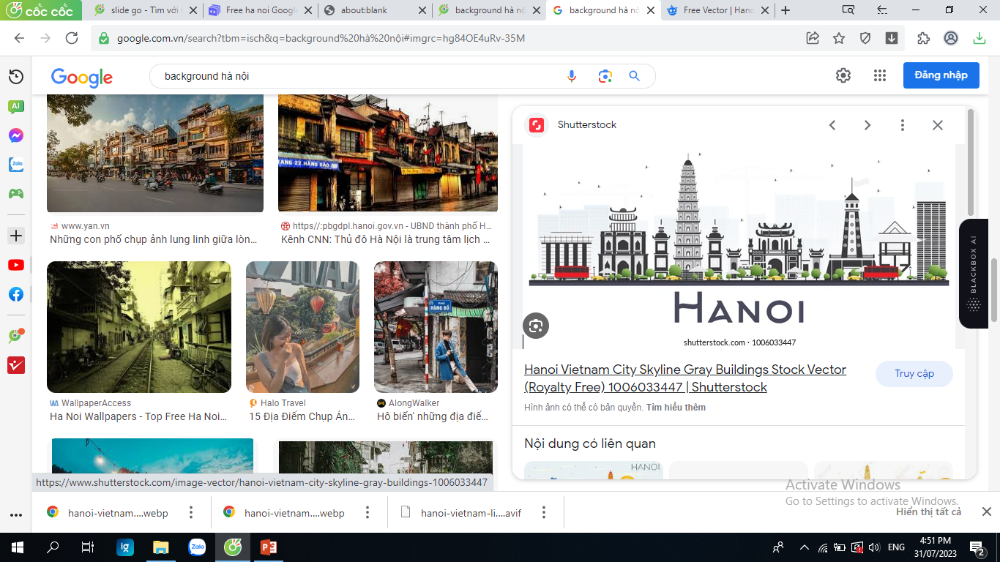 cốc cốc
slide go - Tìm với
Free ha noi Google
about:blank
background hà nộ
background hà nộ
Free Vector | Hano
google.com.vn/search?tbm=isch&q=background%20hà%20nội#imgrc=hg84OE4uRv-35M
Google
background hà nội
Đăng nhập
AI
Zalo
TRANG 22 HÀNG ĐÀO
www.yan.vn
Những con phố chụp ảnh lung linh giữa lòn...
https//:pbgdpl.hanoi.gov.vn - UBND thành phố H...
Kênh CNN: Thủ đô Hà Nội là trung tâm lịch ...
PHỐ
HÀNG BỒ
WallpaperAccess
Ha Noi Wallpapers - Top Free Ha Noi...
Halo Travel
15 Địa Điểm Chụp Ản...
AlongWalker
Hô biến' những địa điể...
Shutterstock
HANOI
shutterstock.com · 1006033447
Hanoi Vietnam City Skyline Gray Buildings Stock Vector
(Royalty Free) 1006033447 | Shutterstock
Truy cập
Hình ảnh có thể có bản quyền. Tìm hiểu thêm
Nội dung có liên quan
HANOI
BLACKBOX AI
https://www.shutterstock.com/image-vector/hanoi-vietnam-city-skyline-gray-buildings-1006033447
Activate Windows
Go to Settings to activate Windows.
hanoi-vietnam....webp
hanoi-vietnam....webp
hanoi-vietnam-li....avif
Hiển thị tất cả
ig
Zalo
ENG
4:51 PM
31/07/2023
2